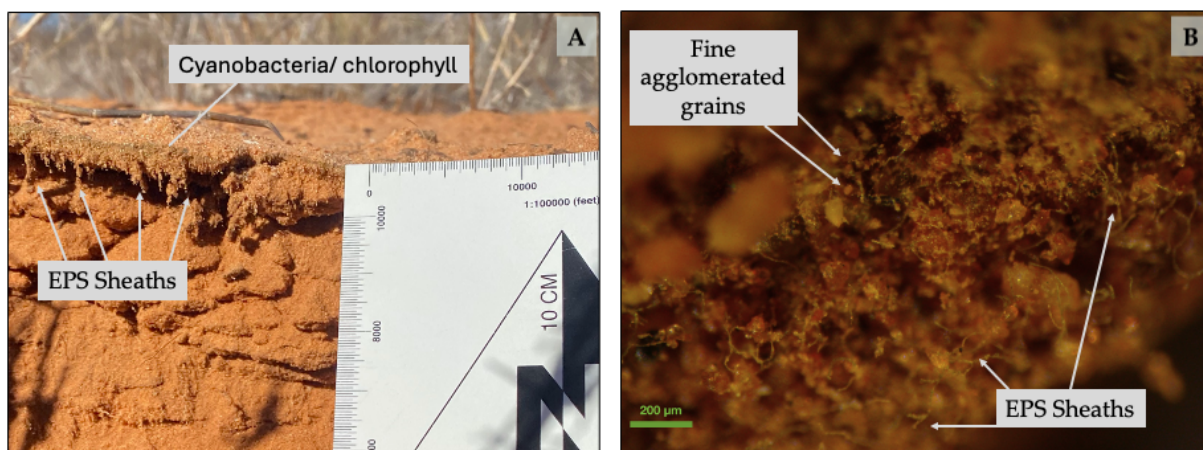 A
Cyanobacteria/ chlorophyll
EPS Sheaths
0
10000
1:100000 (feet)
10000
10 CM
8000
B
Fine
agglomerated
grains
EPS Sheaths
200 µm